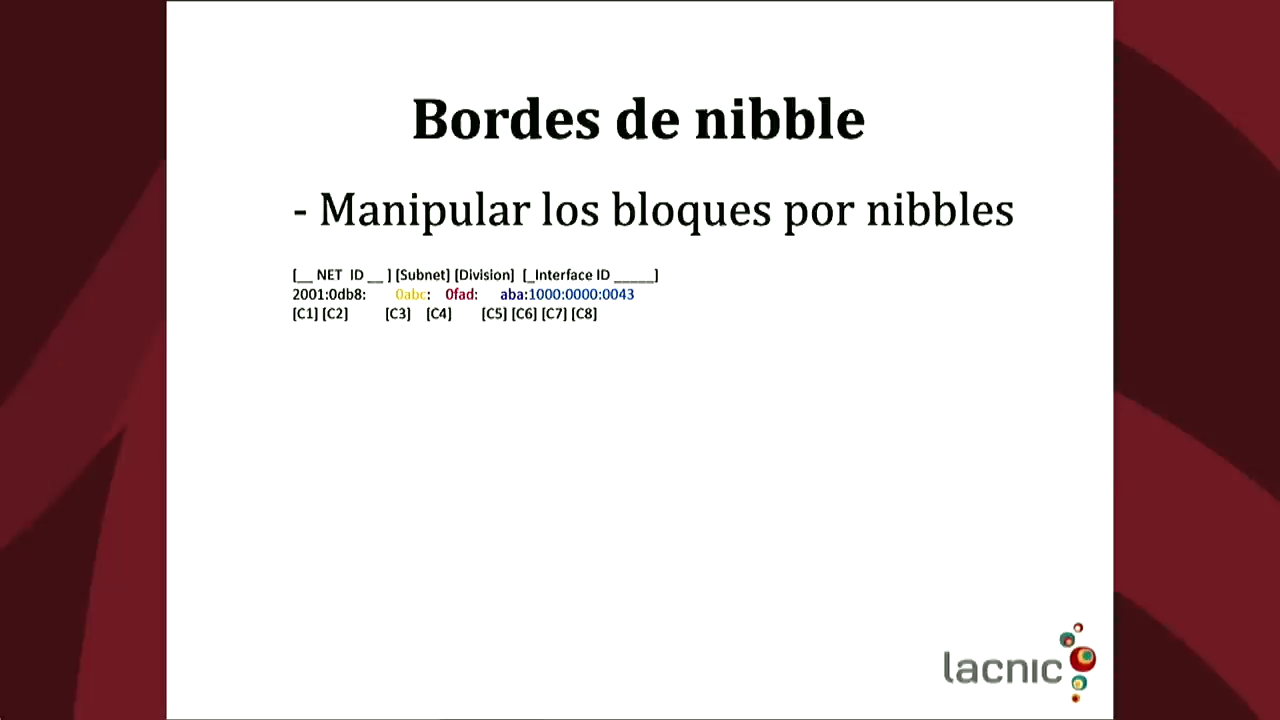 Bordes de nibble
- Manipular los bloques por nibbles
[__ NET ID __ ] [Subnet] [Division] [_Interface ID _____]
2001:0db8: 0abc: 0fad: aba:1000:0000:0043
[C1] [C2] [C3] [C4] [C5] [C6] [C7] [C8]
lacnic